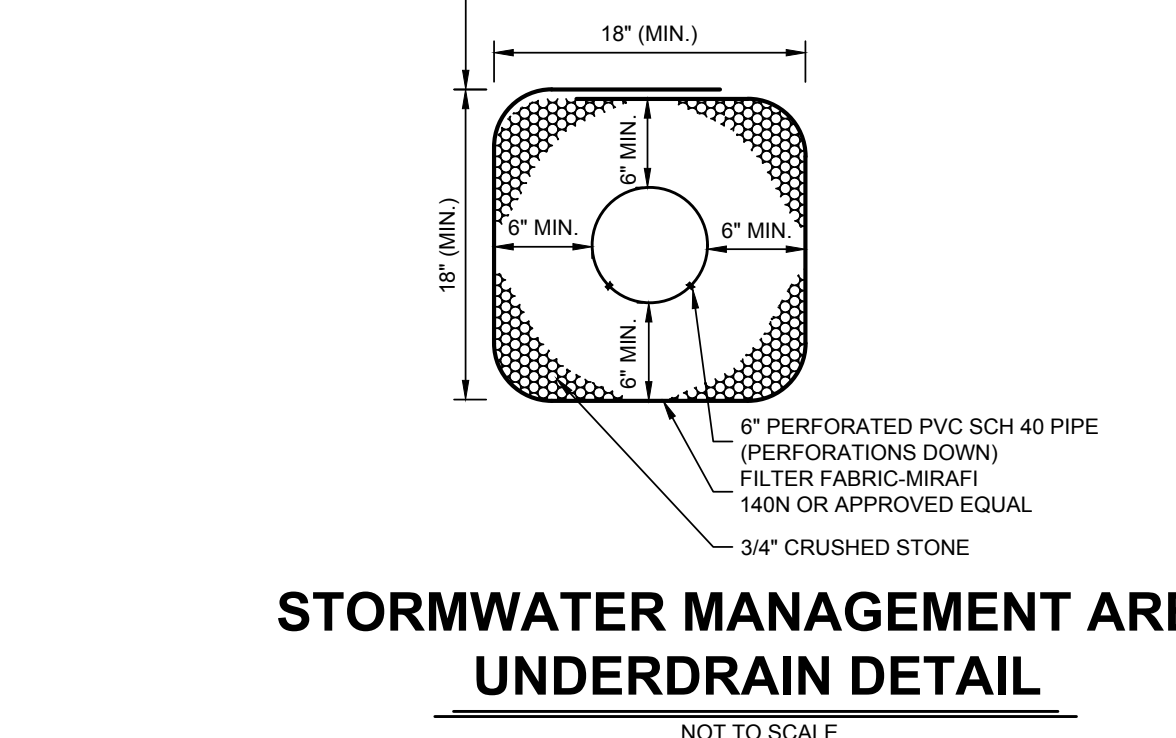 18" (MIN.)
18" (MIN.)
6" MIN.
6" MIN.
6" MIN.
6" MIN.
6" PERFORATED PVC SCH 40 PIPE
(PERFORATIONS DOWN)
FILTER FABRIC-MIRAFI
140N OR APPROVED EQUAL
3/4" CRUSHED STONE
STORMWATER MANAGEMENT
UNDERDRAIN DETAIL
NOT TO SCALE